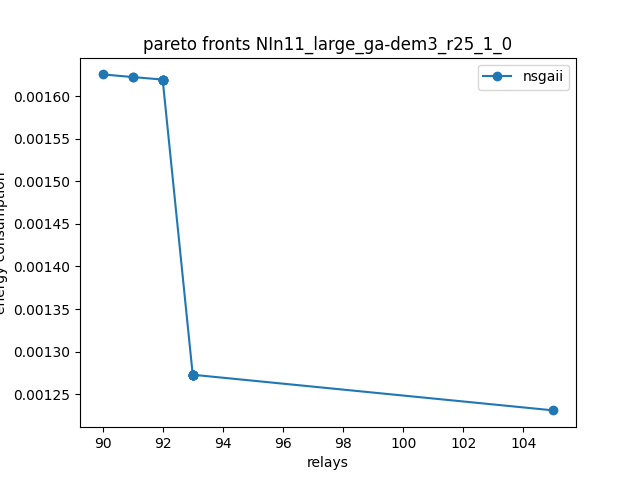 pareto fronts NIn11_large_ga-dem3_r25_1_0
nsgaii
0.00160
0.00155
0.00150
0.00145
0.00140
0.00135
0.00130
0.00125
energy consumption
90 92 94 96 98 100 102 104
relays